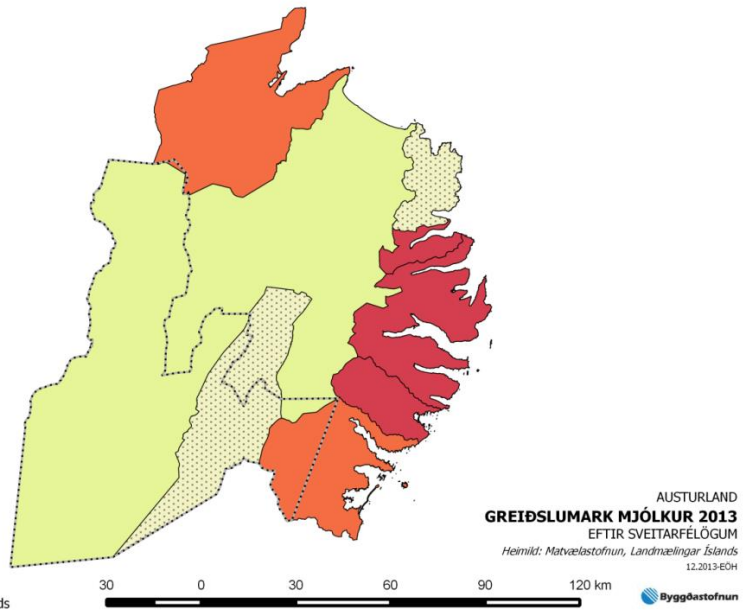 AUSTURLAND
GREIÐSLUMARK MJÓLKUR 2013
EFTIR SVEITARFÉLÖGUM
Heimild: Matvælastofnun, Landmælingar Íslands
12.2013-EÖH
30 0 30 60 90 120 km
ds
Byggðastofnun